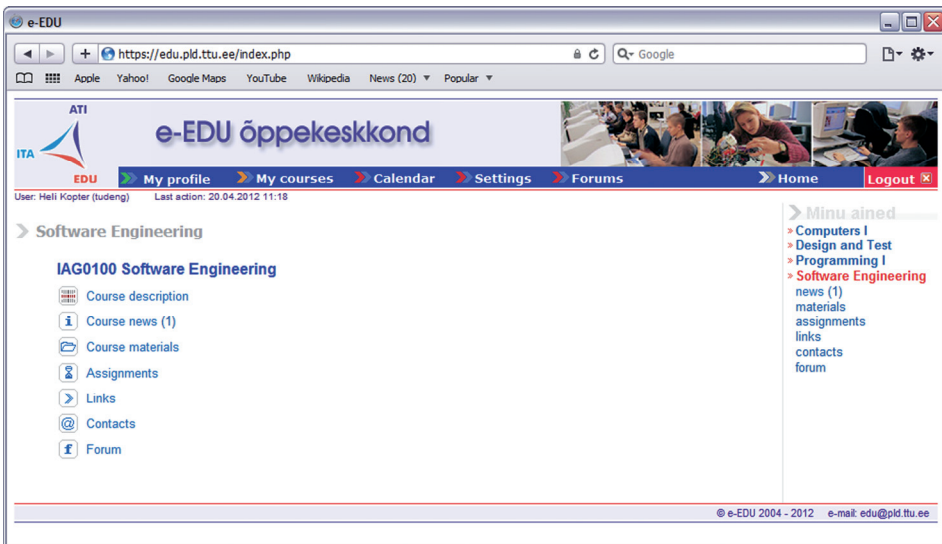 e-EDU
https://edu.pld.ttu.ee/index.php
Google
Apple Yahoo! Google Maps YouTube Wikipedia News (20) ▼ Popular ▼
ATI
ITA
EDU
e-EDU õppekeskkond
My profile My courses Calendar Settings Forums Home Logout
User: Heli Kopter (tudeng) Last action: 20.04.2012 11:18
Software Engineering
IAG0100 Software Engineering
Course description
Course news (1)
Course materials
Assignments
Links
Contacts
Forum
Minu ained
Computers I
Design and Test
Programming I
Software Engineering
news (1)
materials
assignments
links
contacts
forum
© e-EDU 2004 - 2012 e-mail: edu@pld.ttu.ee